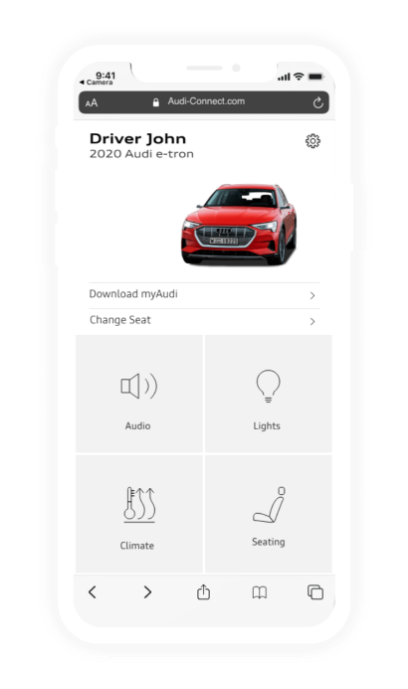 9:41
◀ Camera
AA
Audi-Connect.com
Driver John
2020 Audi e-tron
Download myAudi
Change Seat
Audio
Lights
Climate
Seating